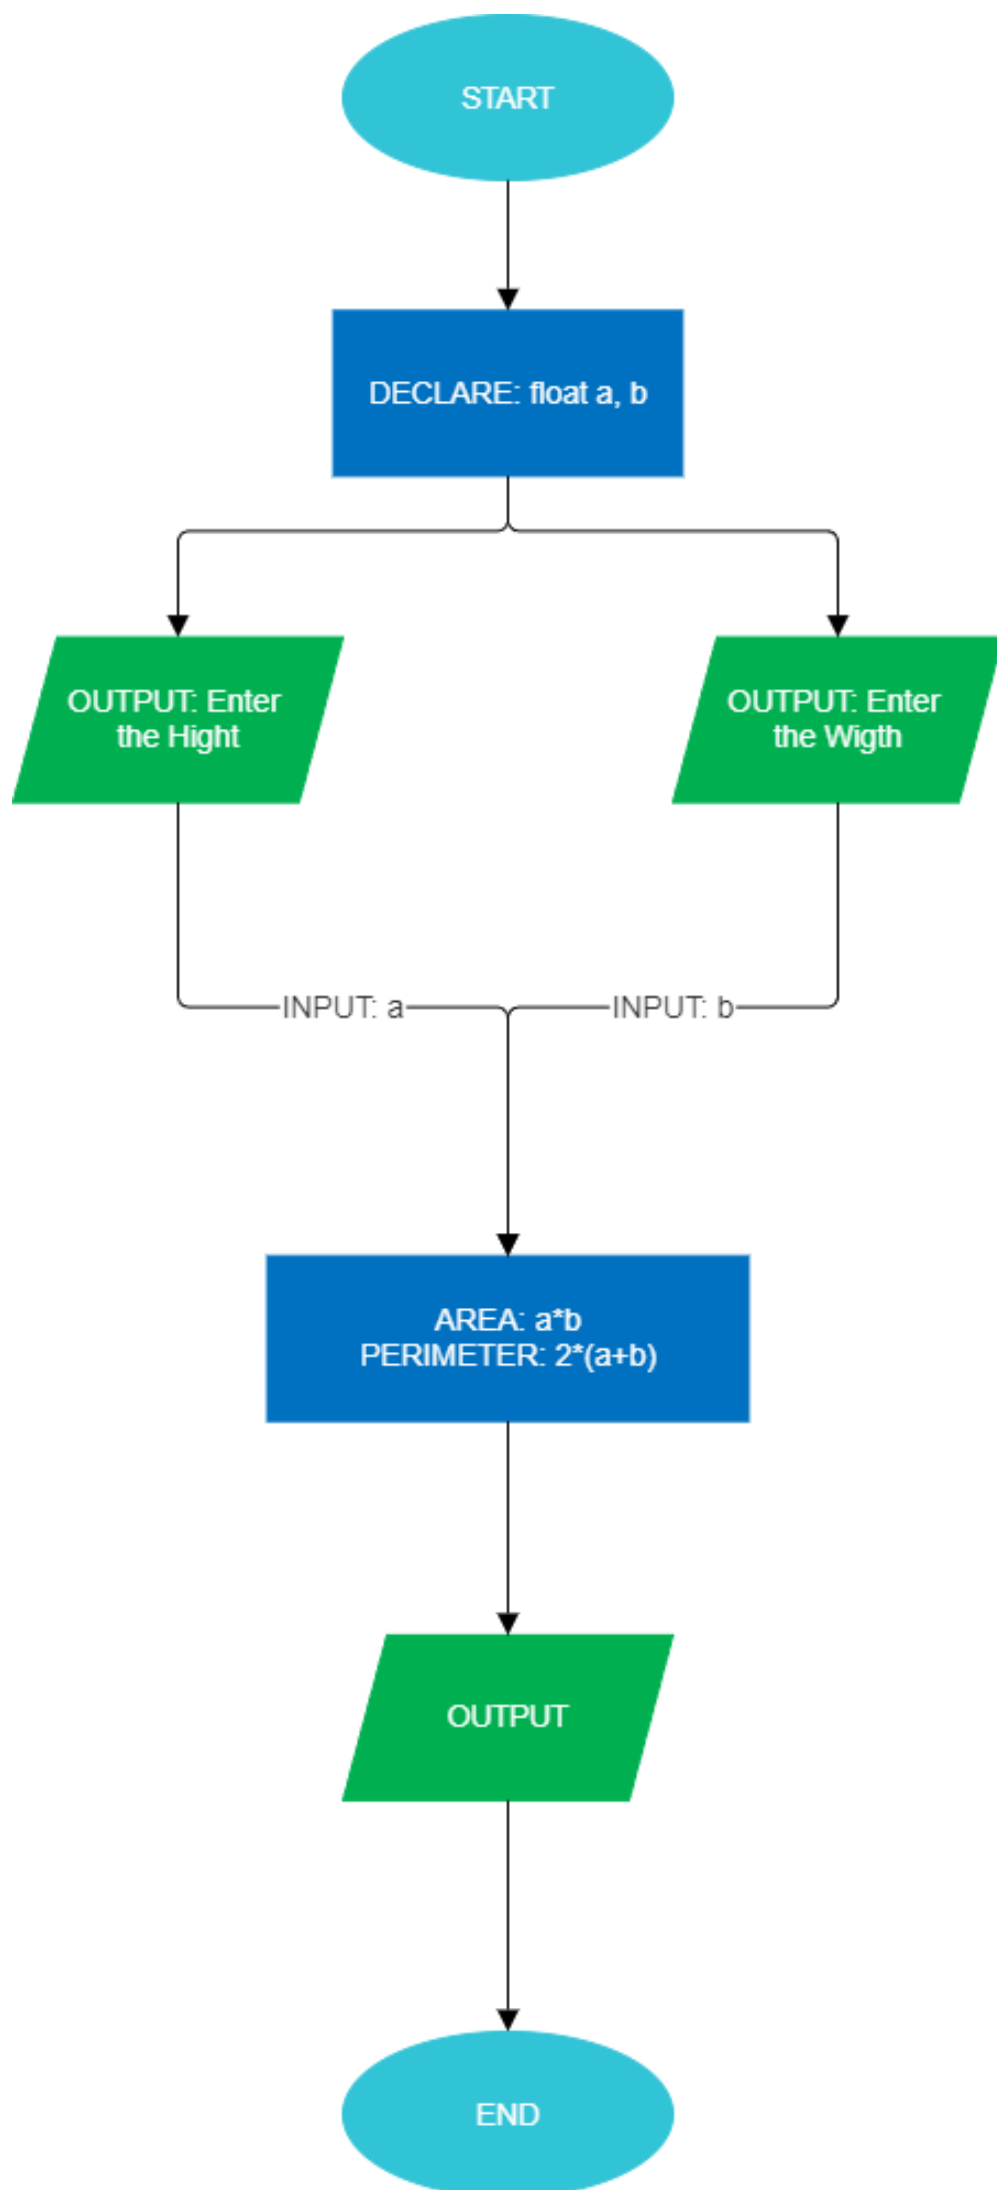 START
DECLARE: float a, b
OUTPUT: Enter
the Hight
OUTPUT: Enter
the Wigth
INPUT: a
INPUT: b
AREA: a*b
PERIMETER: 2*(a+b)
OUTPUT
END